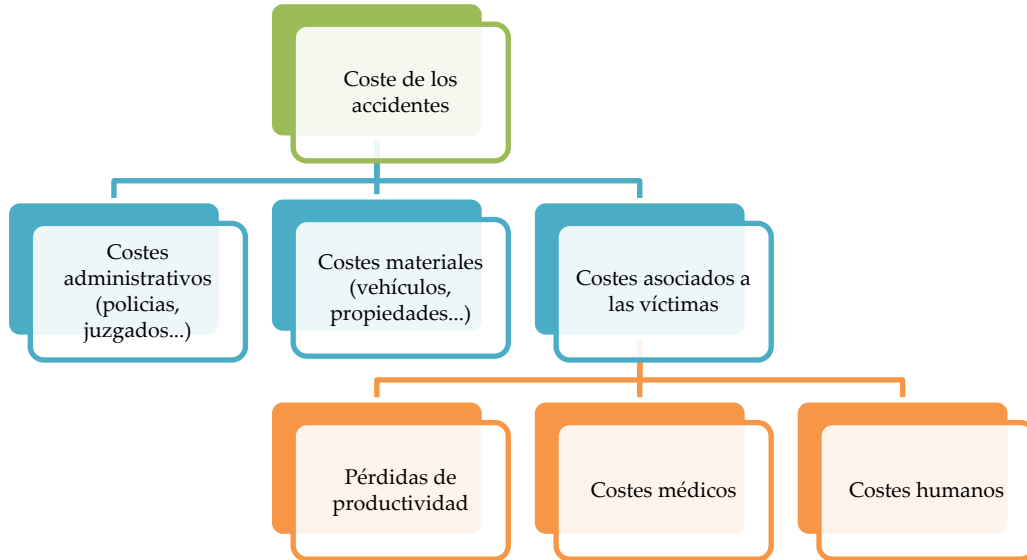 Coste de los
accidentes
Costes
administrativos
(policias,
juzgados...)
Costes materiales
(vehículos,
propiedades...)
Costes asociados a
las víctimas
Pérdidas de
productividad
Costes médicos
Costes humanos